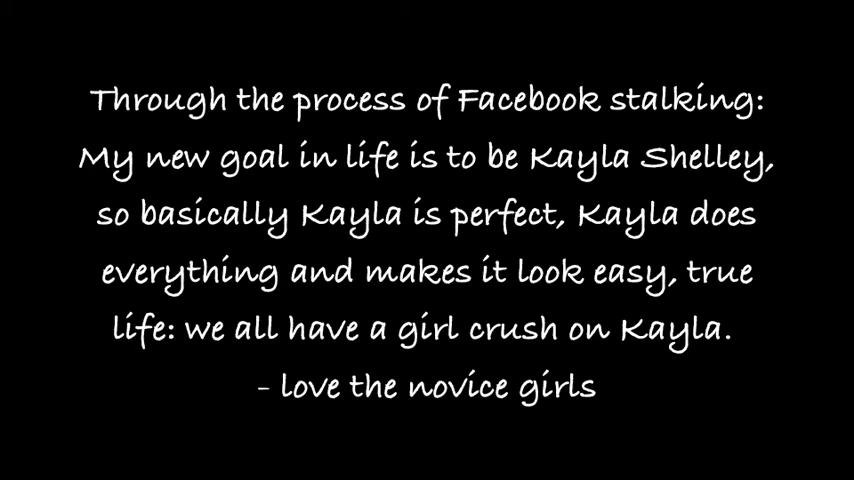 Through the process of Facebook stalking:
My new goal in life is to be Kayla Shelley,
so basically Kayla is perfect, Kayla does
everything and makes it look easy, true
life: we all have a girl crush on Kayla.
- love the novice girls